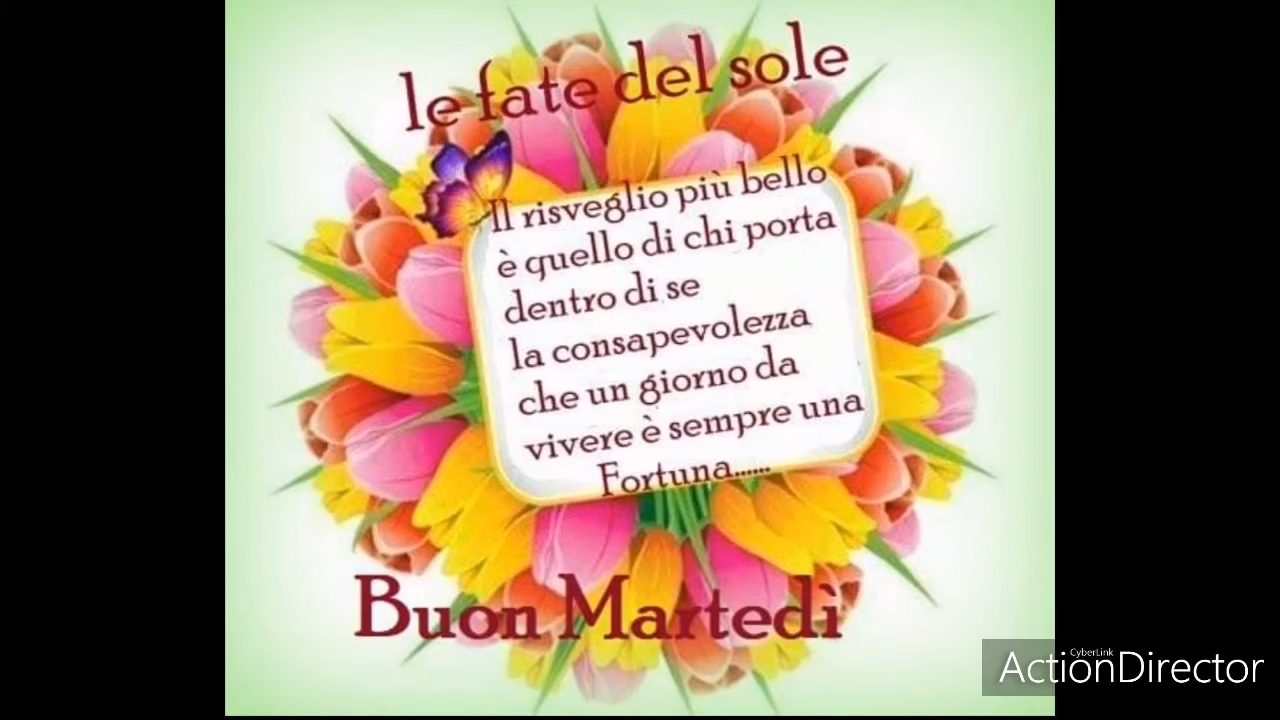 le fate del sole
Il risveglio più bello
è quello di chi porta
dentro di se
la consapevolezza
che un giorno da
vivere è sempre una
Fortuna......
Buon Martedì
CyberLink
ActionDirector